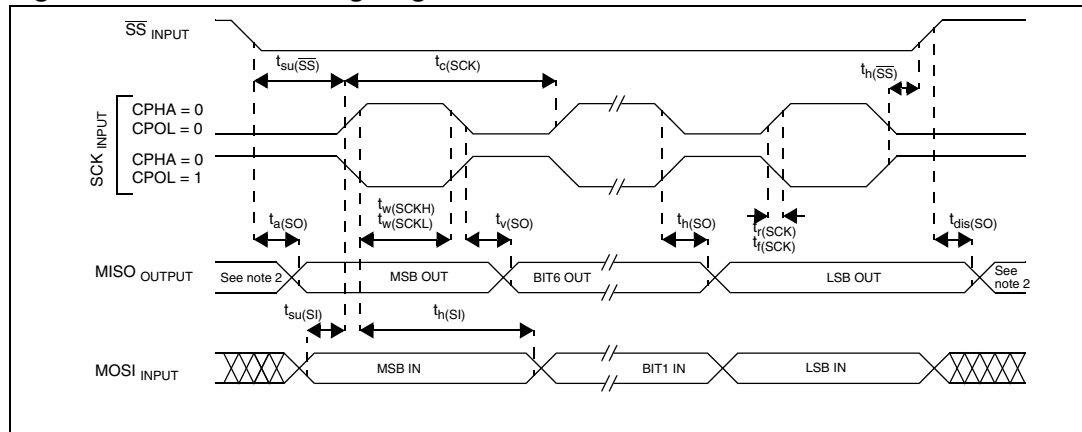 SS INPUT
tsu(SS)
tc(SCK)
th(SS)
SCK INPUT
CPHA = 0
CPOL = 0
CPHA = 0
CPOL = 1
ta(SO)
tw(SCKH)
tw(SCKL)
tv(SO)
th(SO)
tr(SCK)
tf(SCK)
tdis(SO)
MISO OUTPUT
See note 2
MSB OUT
BIT6 OUT
LSB OUT
See
note 2
tsu(SI)
th(SI)
MOSI INPUT
MSB IN
BIT1 IN
LSB IN